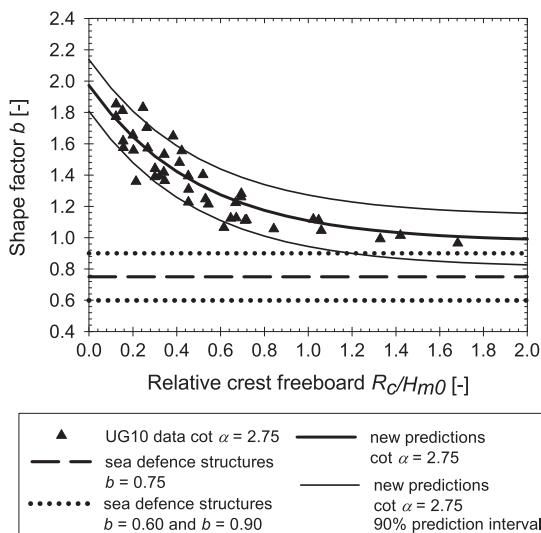 2.4
2.2
2.0
1.8
1.6
1.4
1.2
1.0
0.8
0.6
0.4
Shape factor b [-]
0.0 0.2 0.4 0.6 0.8 1.0 1.2 1.4 1.6 1.8 2.0
Relative crest freeboard Rc/Hm0 [-]
UG10 data cot α = 2.75
sea defence structures
b = 0.75
sea defence structures
b = 0.60 and b = 0.90
new predictions
cot α = 2.75
new predictions
cot α = 2.75
90% prediction interval